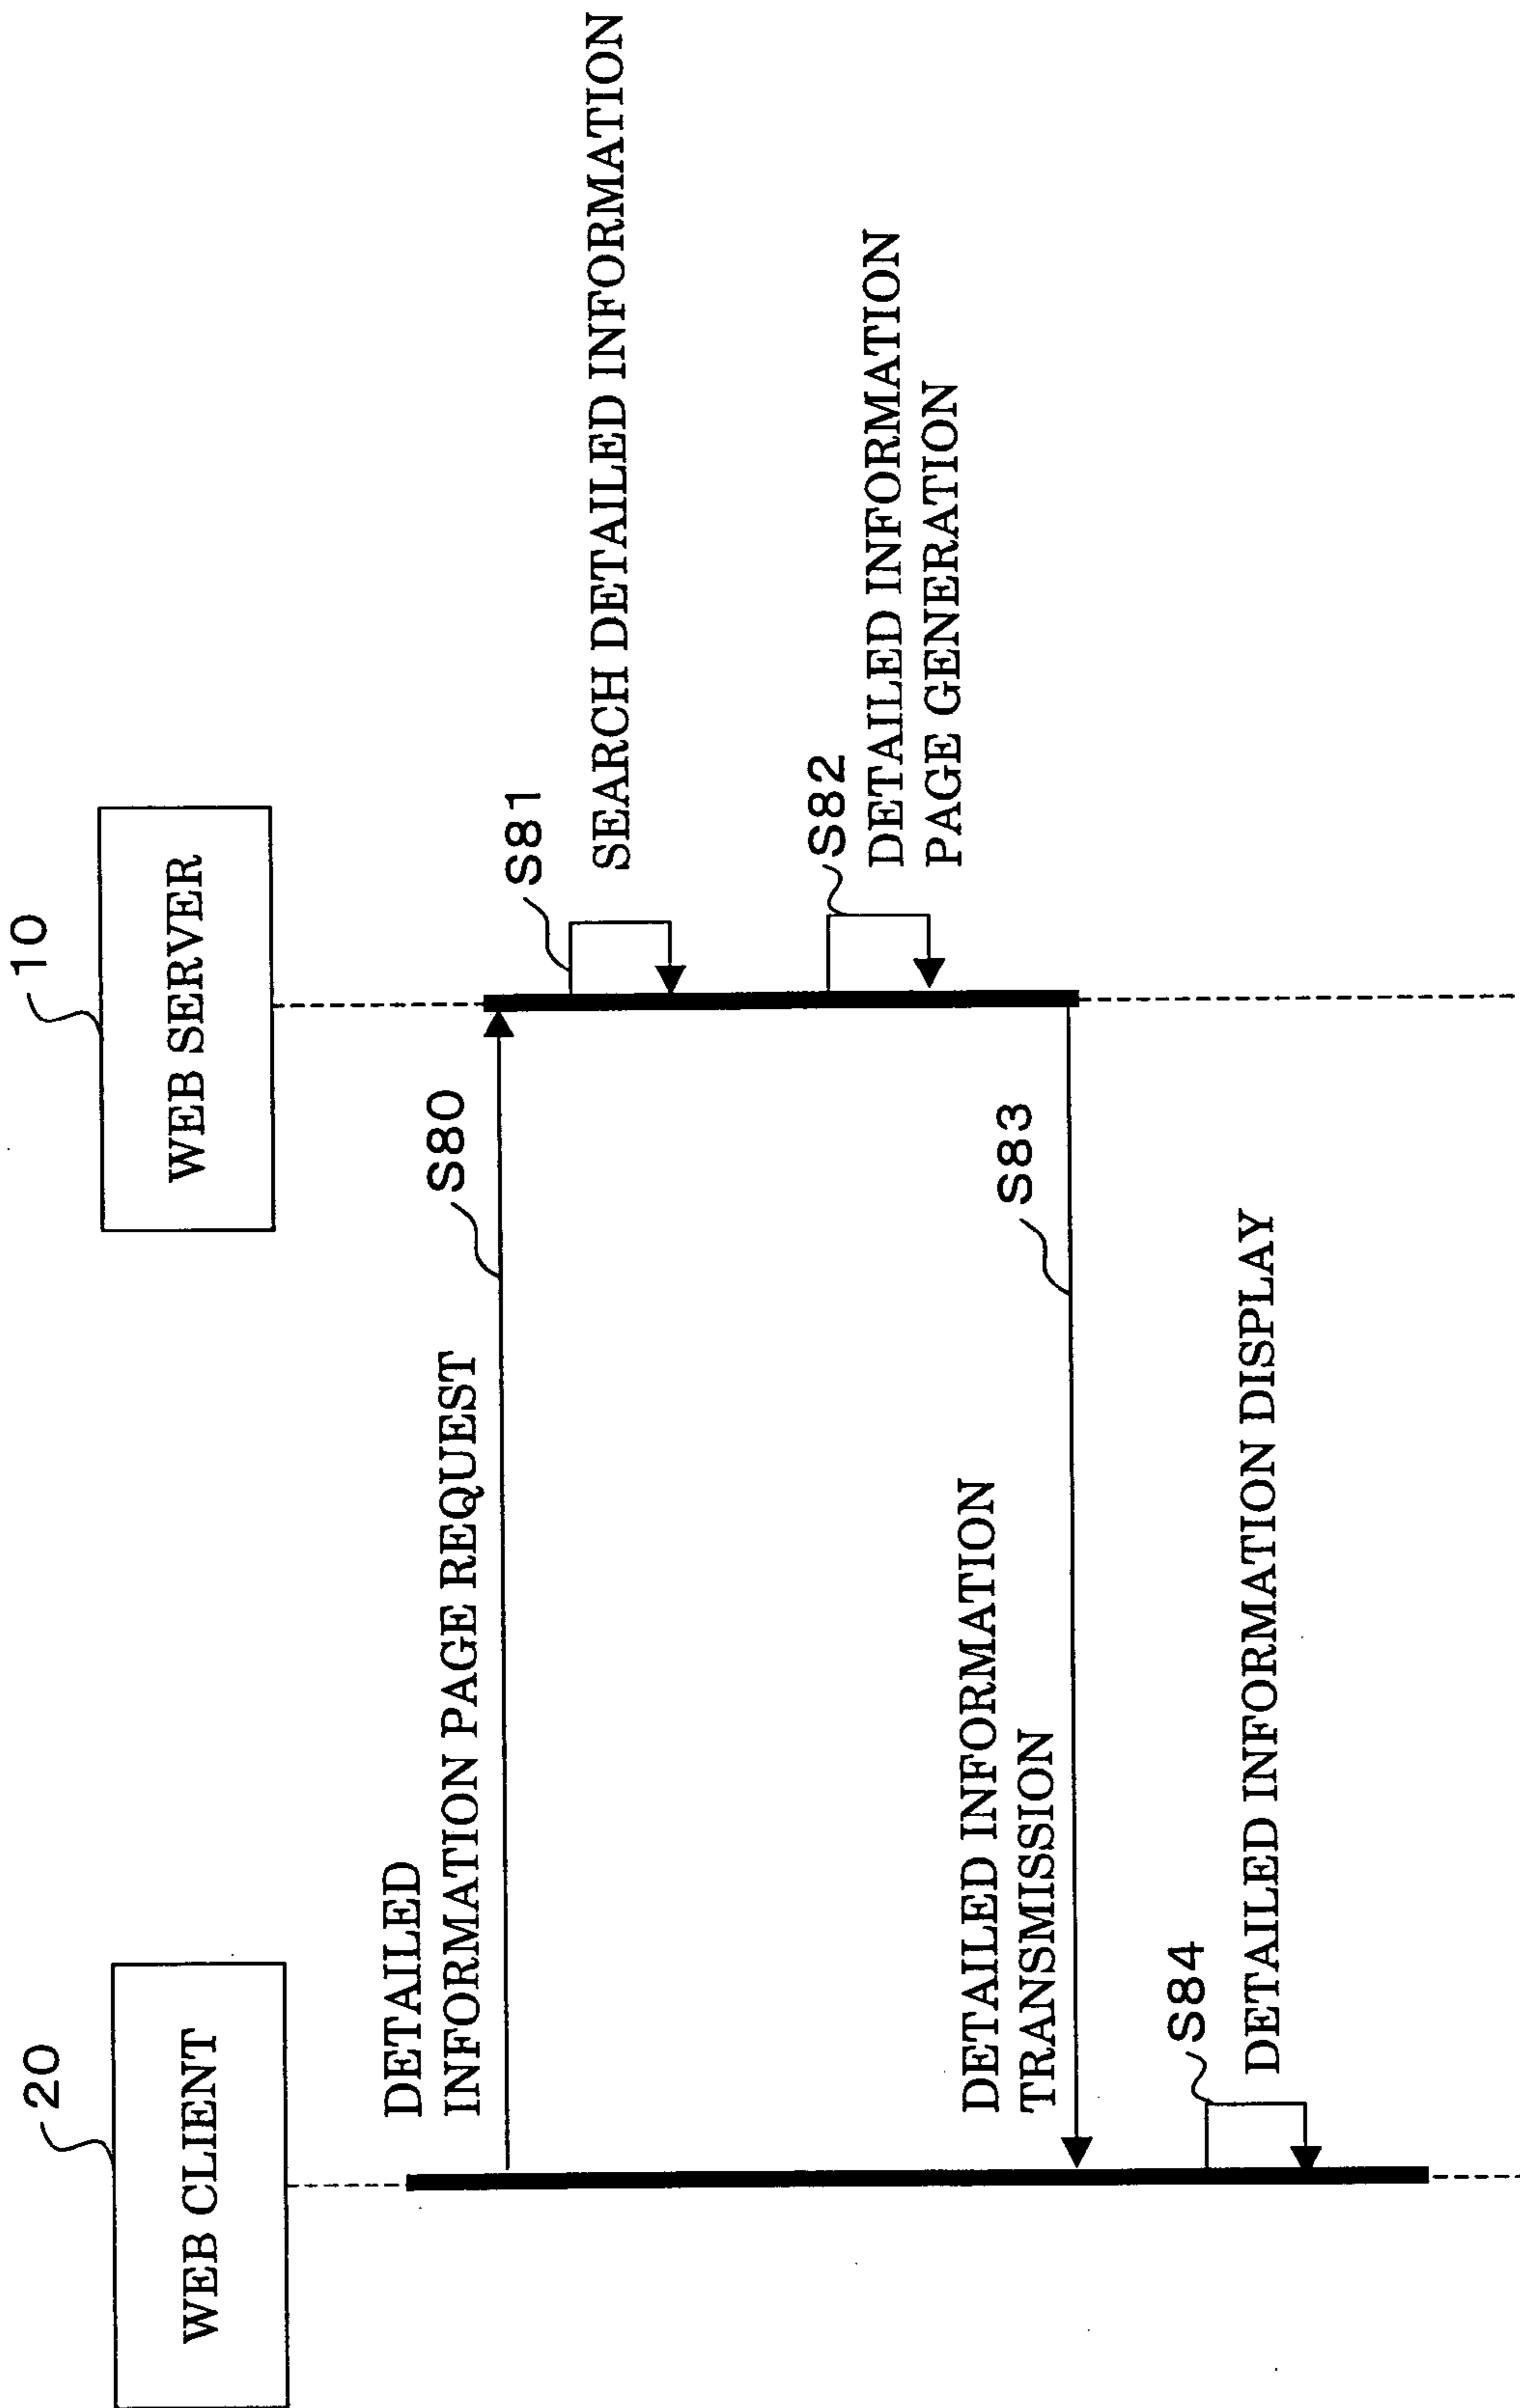 20
WEB CLIENT
10
WEB SERVER
DETAILED
INFORMATION PAGE REQUEST
S80
S81
SEARCH DETAILED INFORMATION
S82
DETAILED INFORMATION
PAGE GENERATION
DETAILED INFORMATION
TRANSMISSION
S83
S84
DETAILED INFORMATION DISPLAY